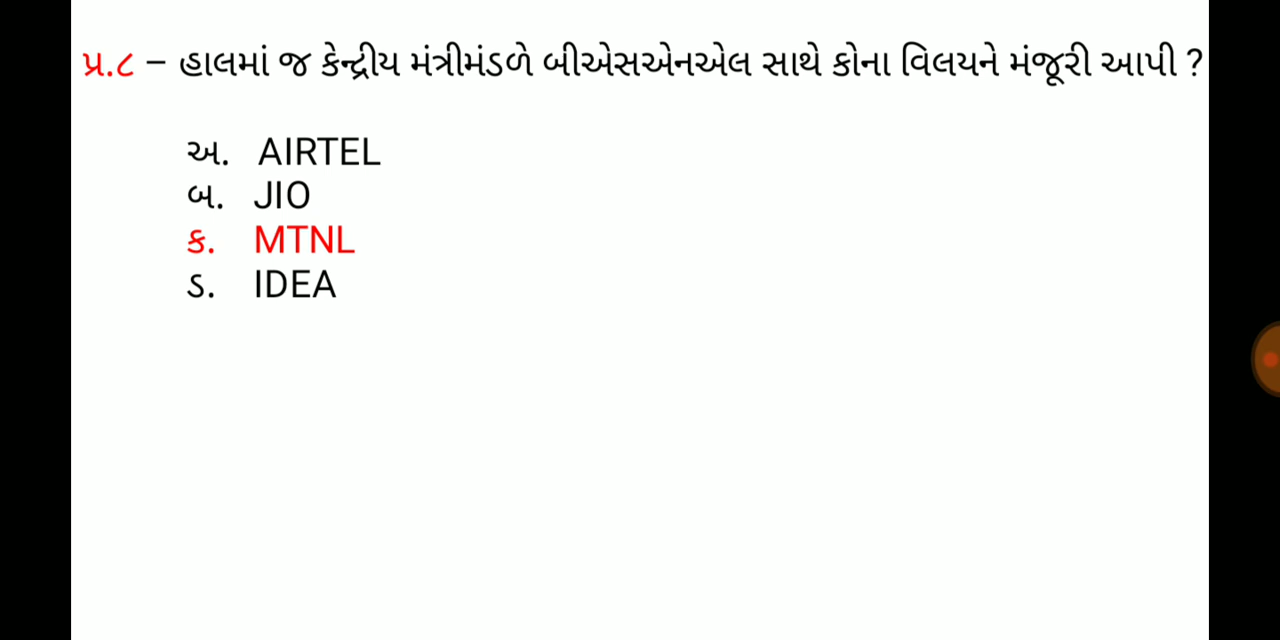 પ્ર.૮ – હાલમાં જ કેન્દ્રીય મંત્રીમંડળે બીએસએનએલ સાથે કોના વિલયને મંજૂરી આપી ?
અ. AIRTEL
બ. JIO
ક. MTNL
ડ. IDEA